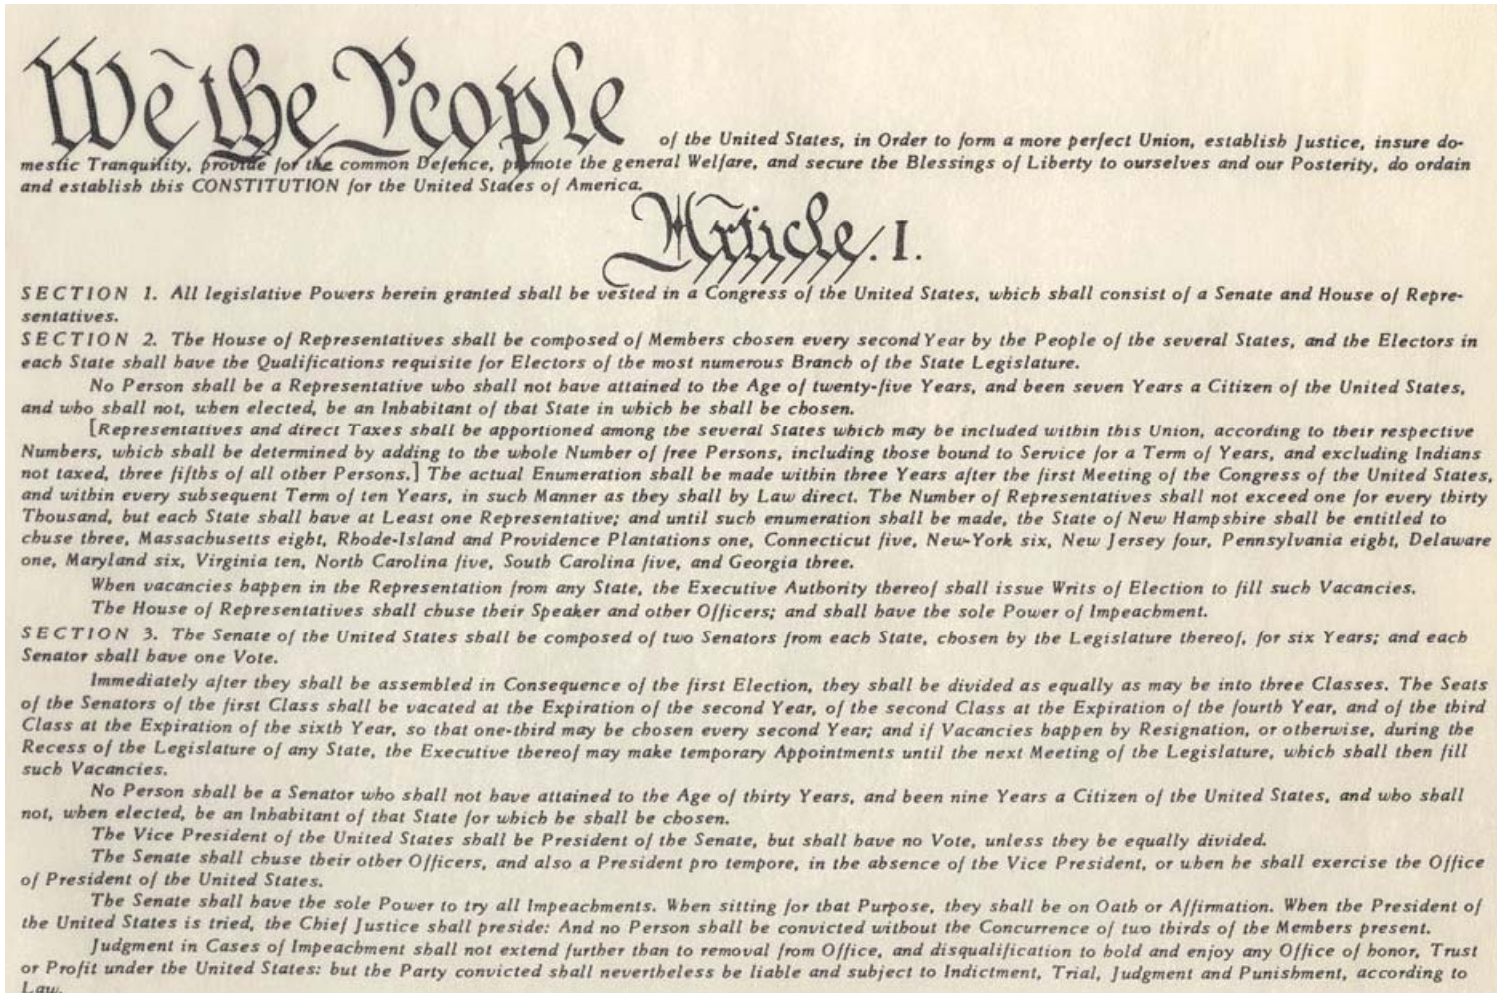 We the People
of the United States, in Order to form a more perfect Union, establish Justice, insure do-
mestic Tranquility, provide for the common Defence, promote the general Welfare, and secure the Blessings of Liberty to ourselves and our Posterity, do ordain
and establish this CONSTITUTION for the United States of America.
Article. I.
SECTION 1. All legislative Powers herein granted shall be vested in a Congress of the United States, which shall consist of a Senate and House of Repre-
sentatives.
SECTION 2. The House of Representatives shall be composed of Members chosen every second Year by the People of the several States, and the Electors in
each State shall have the Qualifications requisite for Electors of the most numerous Branch of the State Legislature.
No Person shall be a Representative who shall not have attained to the Age of twenty-five Years, and been seven Years a Citizen of the United States,
and who shall not, when elected, be an Inhabitant of that State in which he shall be chosen.
[Representatives and direct Taxes shall be apportioned among the several States which may be included within this Union, according to their respective
Numbers, which shall be determined by adding to the whole Number of free Persons, including those bound to Service for a Term of Years, and excluding Indians
not taxed, three fifths of all other Persons.] The actual Enumeration shall be made within three Years after the first Meeting of the Congress of the United States,
and within every subsequent Term of ten Years, in such Manner as they shall by Law direct. The Number of Representatives shall not exceed one for every thirty
Thousand, but each State shall have at Least one Representative; and until such enumeration shall be made, the State of New Hampshire shall be entitled to
chuse three, Massachusetts eight, Rhode-Island and Providence Plantations one, Connecticut five, New-York six, New Jersey four, Pennsylvania eight, Delaware
one, Maryland six, Virginia ten, North Carolina five, South Carolina five, and Georgia three.
When vacancies happen in the Representation from any State, the Executive Authority thereof shall issue Writs of Election to fill such Vacancies.
The House of Representatives shall chuse their Speaker and other Officers; and shall have the sole Power of Impeachment.
SECTION 3. The Senate of the United States shall be composed of two Senators from each State, chosen by the Legislature thereof, for six Years; and each
Senator shall have one Vote.
Immediately after they shall be assembled in Consequence of the first Election, they shall be divided as equally as may be into three Classes. The Seats
of the Senators of the first Class shall be vacated at the Expiration of the second Year, of the second Class at the Expiration of the fourth Year, and of the third
Class at the Expiration of the sixth Year, so that one-third may be chosen every second Year; and if Vacancies happen by Resignation, or otherwise, during the
Recess of the Legislature of any State, the Executive thereof may make temporary Appointments until the next Meeting of the Legislature, which shall then fill
such Vacancies.
No Person shall be a Senator who shall not have attained to the Age of thirty Years, and been nine Years a Citizen of the United States, and who shall
not, when elected, be an Inhabitant of that State for which he shall be chosen.
The Vice President of the United States shall be President of the Senate, but shall have no Vote, unless they be equally divided.
The Senate shall chuse their other Officers, and also a President pro tempore, in the absence of the Vice President, or when he shall exercise the Office
of President of the United States.
The Senate shall have the sole Power to try all Impeachments. When sitting for that Purpose, they shall be on Oath or Affirmation. When the President of
the United States is tried, the Chief Justice shall preside: And no Person shall be convicted without the Concurrence of two thirds of the Members present.
Judgment in Cases of Impeachment shall not extend further than to removal from Office, and disqualification to hold and enjoy any Office of honor, Trust
or Profit under the United States: but the Party convicted shall nevertheless be liable and subject to Indictment, Trial, Judgment and Punishment, according to
Law.